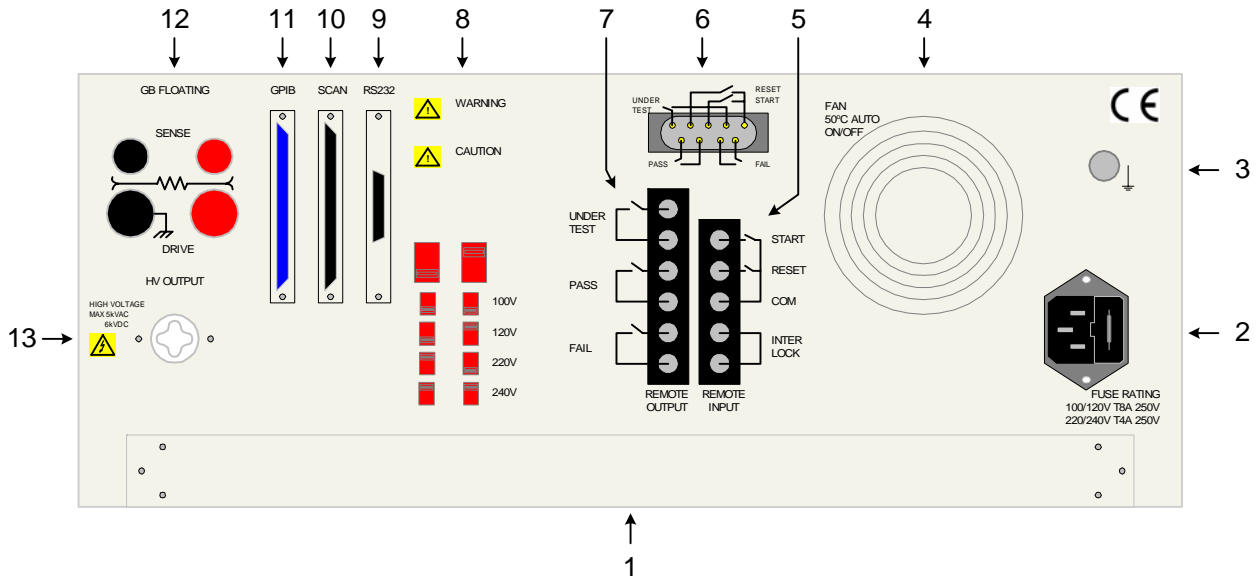 12
11
10
9
8
7
6
5
4
GB FLOATING
GPIB
SCAN
RS232
SENSE
DRIVE
HV OUTPUT
HIGH VOLTAGE
MAX 5kVAC
6kVDC
13
WARNING
CAUTION
100V
120V
220V
240V
UNDER
TEST
RESET
START
PASS
FAIL
UNDER
TEST
PASS
FAIL
START
RESET
COM
INTER
LOCK
REMOTE
OUTPUT
REMOTE
INPUT
FAN
50°C AUTO
ON/OFF
CE
3
2
FUSE RATING
100/120V T8A 250V
220/240V T4A 250V
1